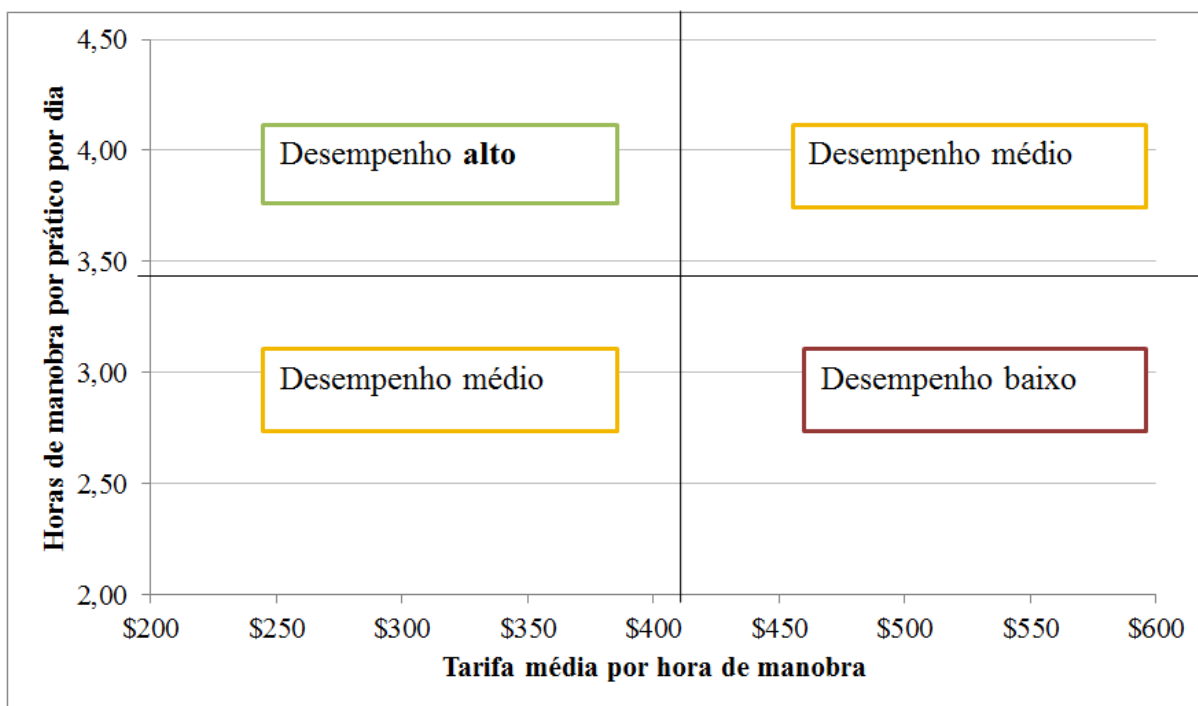 Horas de manobra por prático por dia
4,50
4,00
3,50
3,00
2,50
2,00
Desempenho alto
Desempenho médio
Desempenho médio
Desempenho baixo
$200
$250
$300
$350
$400
$450
$500
$550
$600
Tarifa média por hora de manobra